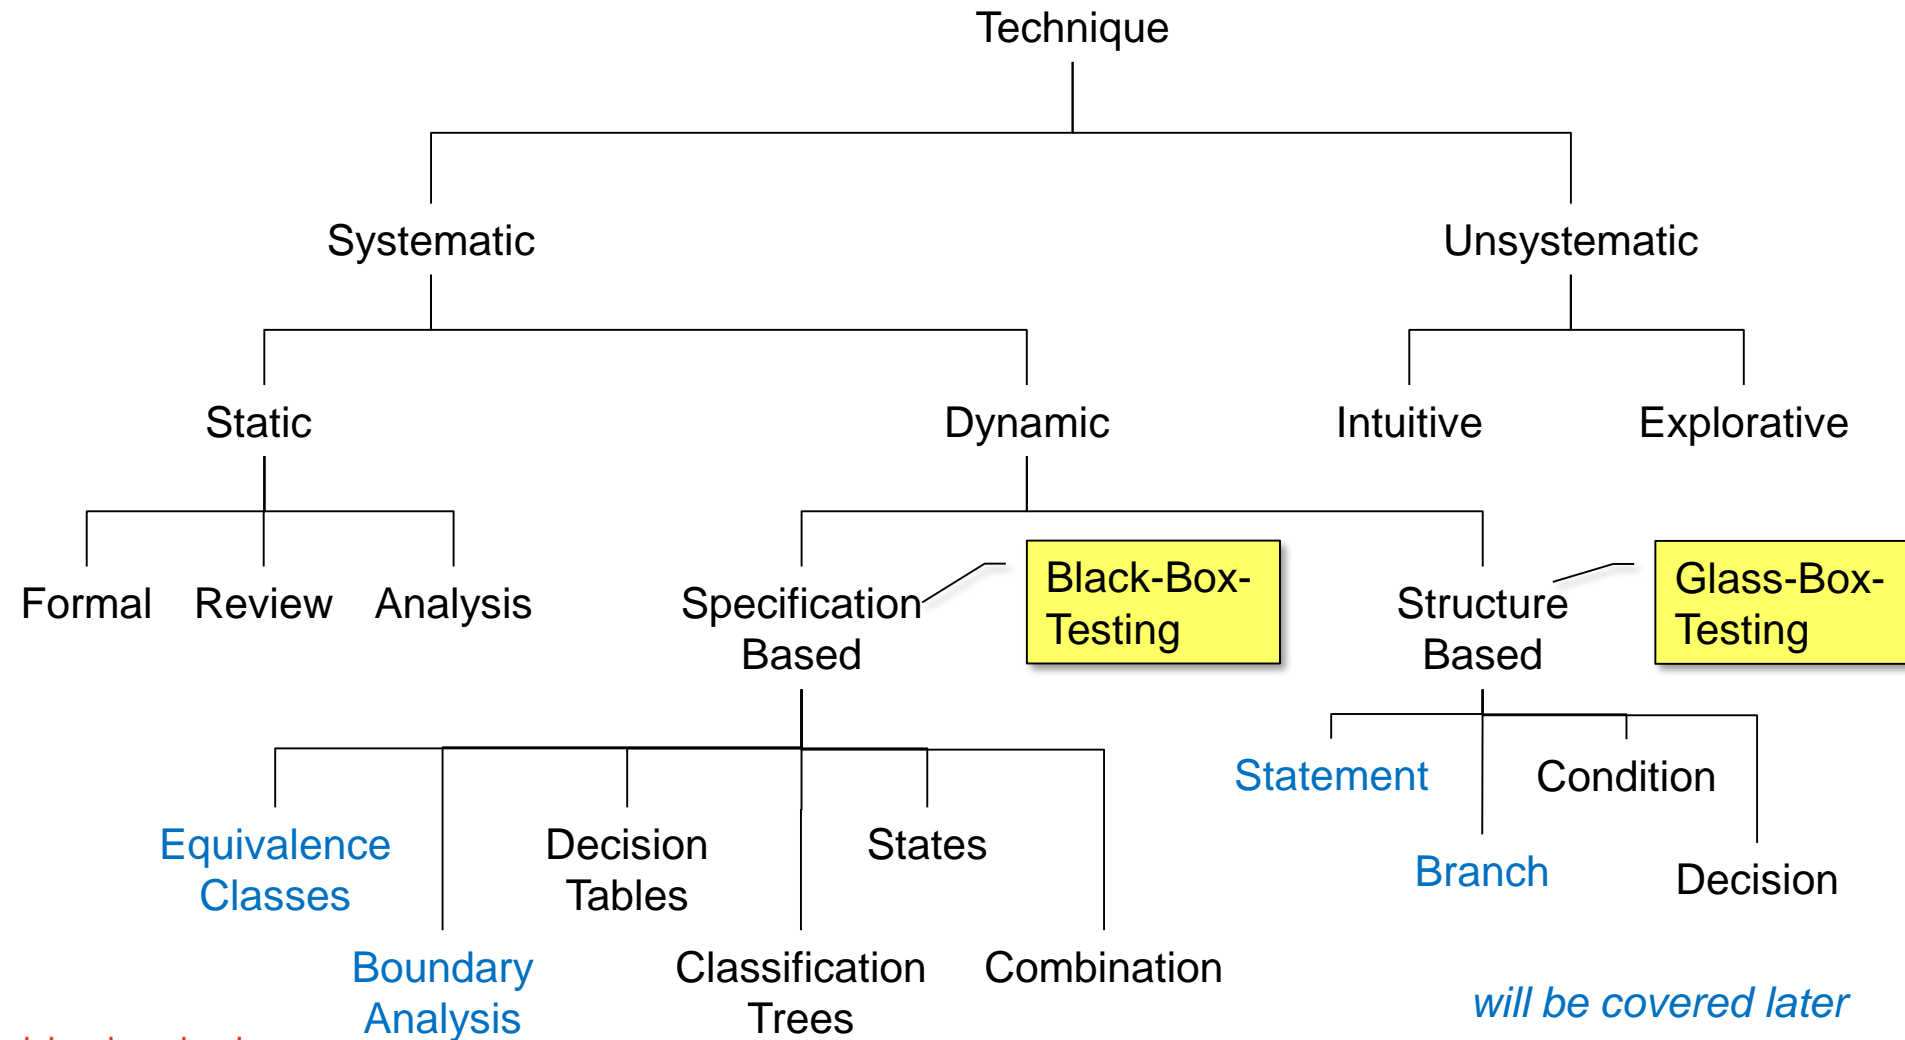 Technique
Systematic
Unsystematic
Static
Dynamic
Intuitive
Explorative
Formal
Review
Analysis
Specification
Based
Black-Box-
Testing
Structure
Based
Glass-Box-
Testing
Statement
Condition
Equivalence
Classes
Decision
Tables
States
Branch
Decision
Boundary
Analysis
Classification
Trees
Combination
will be covered later